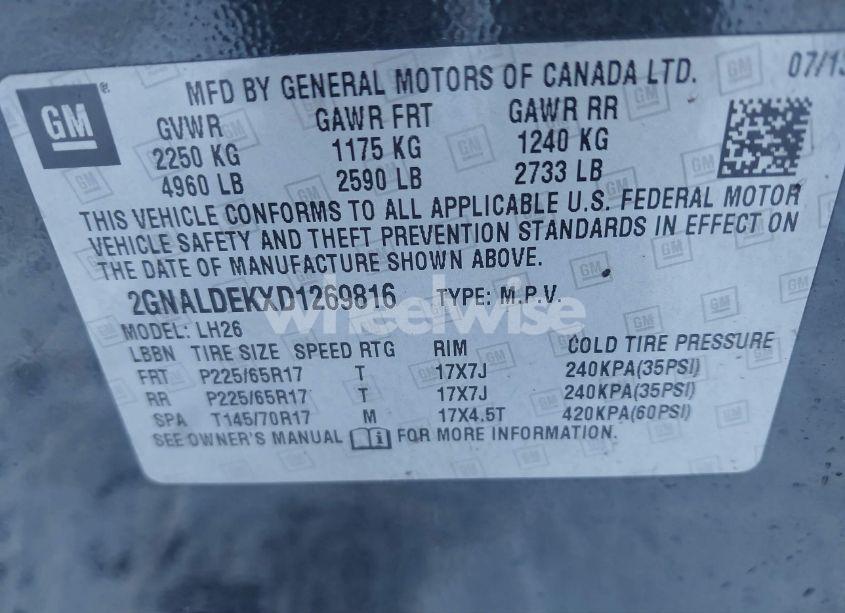 MFD BY GENERAL MOTORS OF CANADA LTD. 07/13
GM
GVWR GAWR FRT GAWR RR
2250 KG 1175 KG 1240 KG
4960 LB 2590 LB 2733 LB
THIS VEHICLE CONFORMS TO ALL APPLICABLE U.S. FEDERAL MOTOR
VEHICLE SAFETY AND THEFT PREVENTION STANDARDS IN EFFECT ON
THE DATE OF MANUFACTURE SHOWN ABOVE.
2GNALDEKXD1269816 TYPE: M.P.V.
wheelwise
MODEL: LH26
LBBN TIRE SIZE SPEED RTG RIM COLD TIRE PRESSURE
FRT P225/65R17 T 17X7J 240KPA(35PSI)
RR P225/65R17 T 17X7J 240KPA(35PSI)
SPA T145/70R17 M 17X4.5T 420KPA(60PSI)
SEE OWNER'S MANUAL FOR MORE INFORMATION.